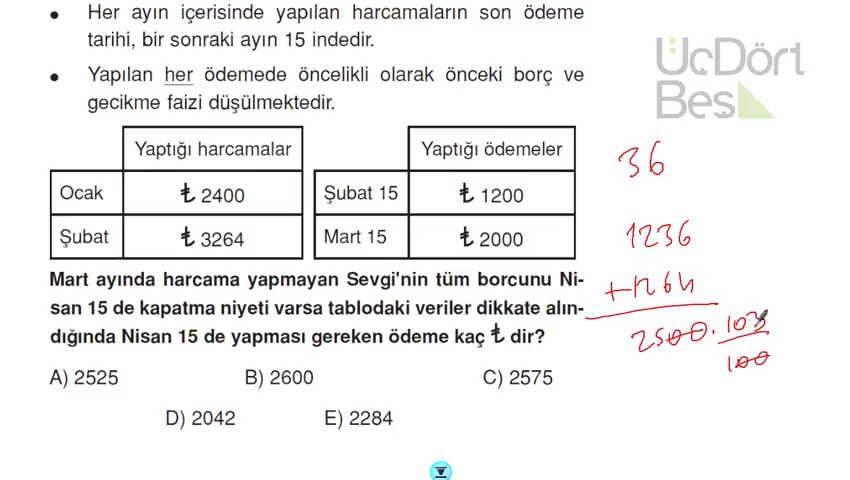 • Her ayın içerisinde yapılan harcamaların son ödeme
tarihi, bir sonraki ayın 15 indedir.
• Yapılan her ödemede öncelikli olarak önceki borç ve
gecikme faizi düşülmektedir.
ÜçDört
Beş
Yaptığı harcamalar
Ocak ₺ 2400
Şubat ₺ 3264
Yaptığı ödemeler
Şubat 15 ₺ 1200
Mart 15 ₺ 2000
36
1236
+1264
2500 . 103
100
Mart ayında harcama yapmayan Sevgi'nin tüm borcunu Ni-
san 15 de kapatma niyeti varsa tablodaki veriler dikkate alın-
dığında Nisan 15 de yapması gereken ödeme kaç ₺ dir?
A) 2525 B) 2600 C) 2575
D) 2042 E) 2284